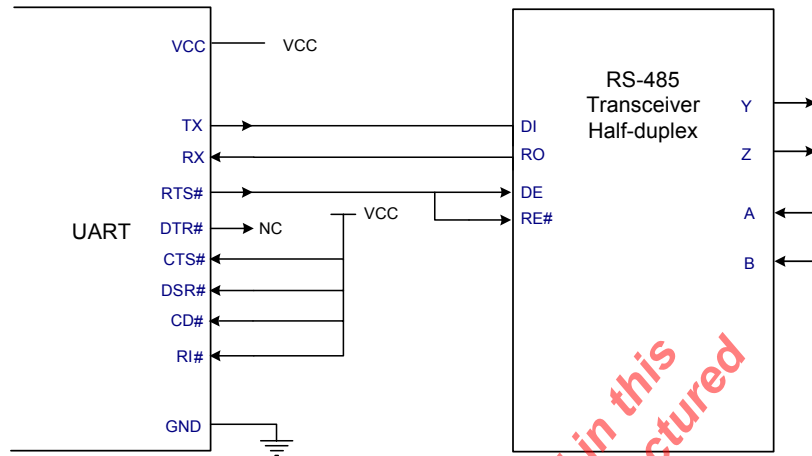 VCC
VCC
TX
RX
RTS#
DTR#
NC
CTS#
DSR#
CD#
RI#
GND
UART
VCC
RS-485
Transceiver
Half-duplex
DI
RO
DE
RE#
Y
Z
A
B
in this